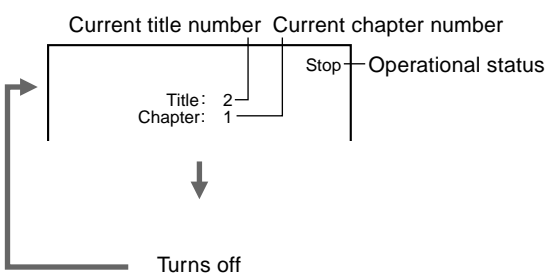 Current title number Current chapter number
Stop Operational status
Title: 2
Chapter: 1
Turns off